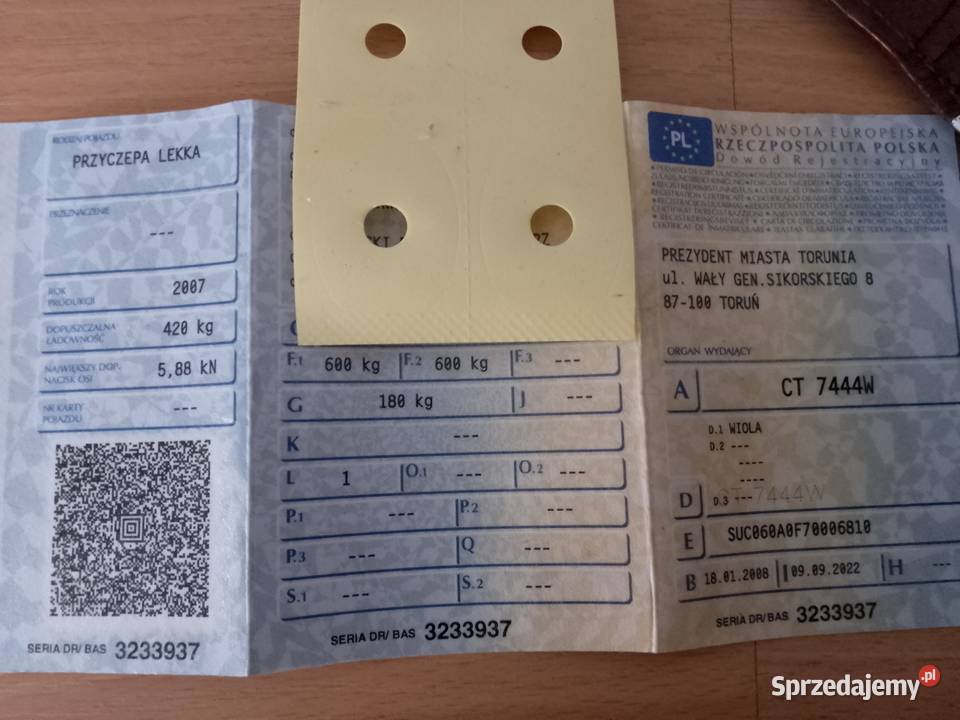 RODZAJ POJAZDU
PRZYCZEPA LEKKA
PRZEZNACZENIE
---
ROK PRODUKCJI 2007
DOPUSZCZALNA ŁADOWNOŚĆ 420 kg
NAJWIĘKSZY DOP. NACISK OSI 5,88 kN
NR KARTY POJAZDU ---
SERIA DR/ BAS 3233937
F.1 600 kg F.2 600 kg F.3 ---
G 180 kg J ---
K ---
L 1 O.1 --- O.2 ---
P.1 --- P.2 ---
P.3 --- Q ---
S.1 --- S.2 ---
SERIA DR/ BAS 3233937
PL
WSPÓLNOTA EUROPEJSKA
RZECZPOSPOLITA POLSKA
Dowód Rejestracyjny
PREZYDENT MIASTA TORUNIA
ul. WAŁY GEN.SIKORSKIEGO 8
87-100 TORUŃ
ORGAN WYDAJĄCY
A CT 7444W
D.1 WIOLA
D.2 ---
----
----
D D.3 ---
CT 7444W
E SUC060A0F70006810
B 18.01.2008 I 09.09.2022 H ---
SERIA DR/ BAS 3233937
Sprzedajemy.pl